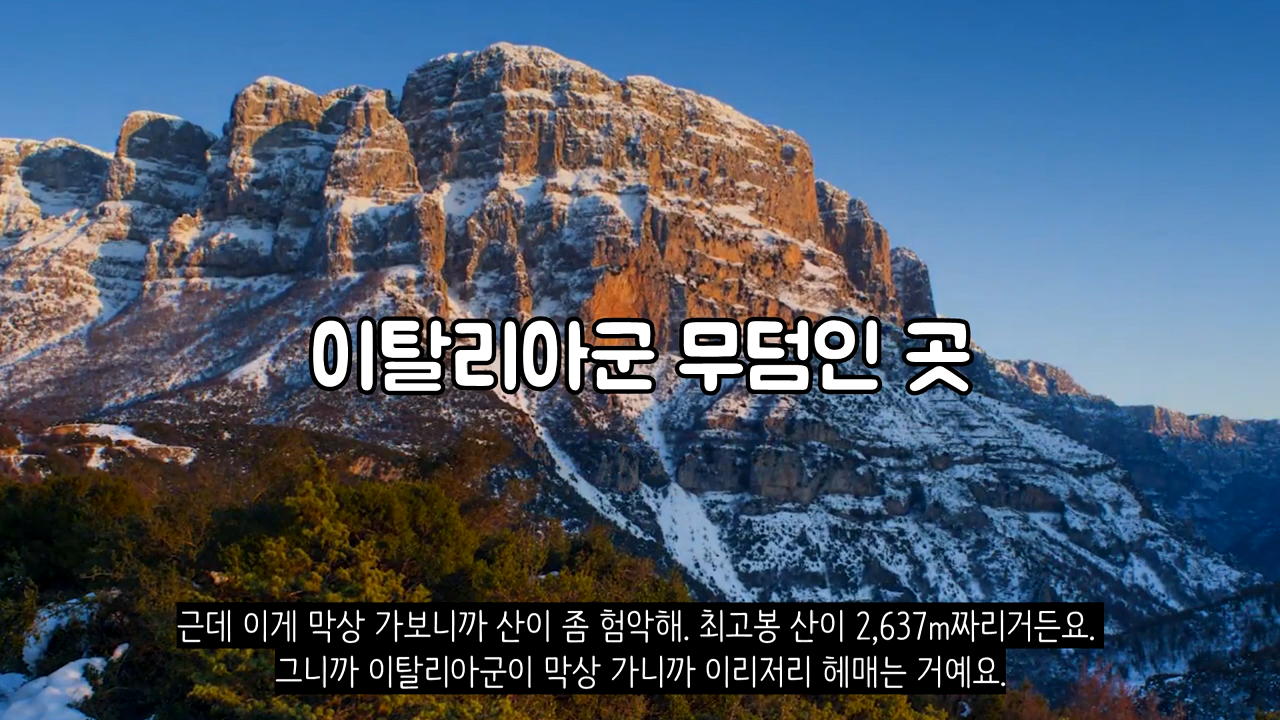 이탈리아군 무덤인 곳
근데 이게 막상 가보니까 산이 좀 험악해. 최고봉 산이 2,637m짜리거든요.
그니까 이탈리아군이 막상 가니까 이리저리 헤매는 거예요.